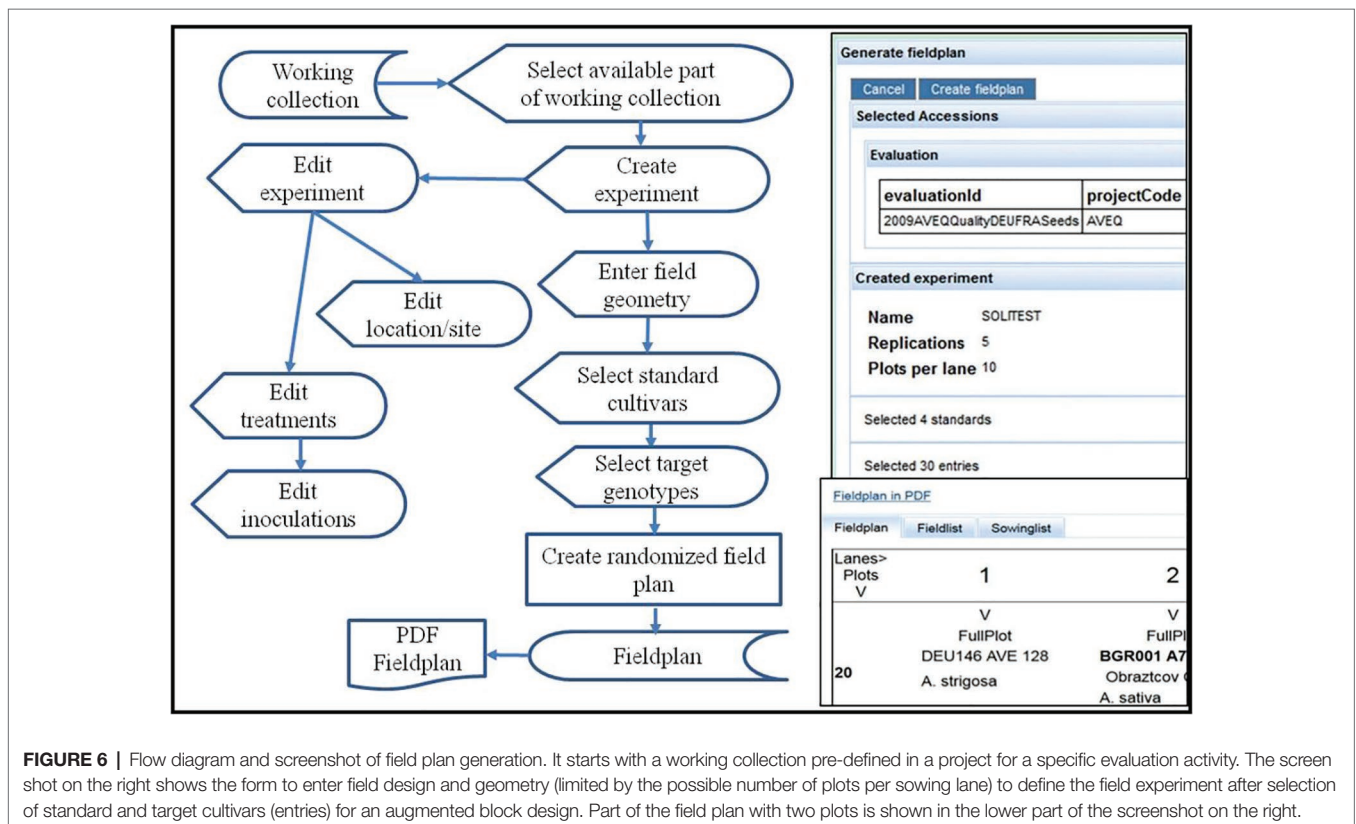 Working
collection
Select available part
of working collection
Edit
experiment
Create
experiment
Enter field
geometry
Edit
location/site
Select standard
cultivars
Edit
treatments
Select target
genotypes
Edit
inoculations
Create randomized field
plan
PDF
Fieldplan
Fieldplan
Generate fieldplan
Cancel Create fieldplan
Selected Accessions
Evaluation
evaluationId projectCode
2009AVEQQualityDEUFRASeeds AVEQ
Created experiment
Name SOLITEST
Replications 5
Plots per lane 10
Selected 4 standards
Selected 30 entries
Fieldplan in PDF
Fieldplan Fieldlist Sowinglist
Lanes>
Plots
V
1 2
V V
FullPlot FullPl
DEU146 AVE 128 BGR001 A7
20 A. strigosa Obraztcov
A. sativa
FIGURE 6 | Flow diagram and screenshot of field plan generation. It starts with a working collection pre-defined in a project for a specific evaluation activity. The screen
shot on the right shows the form to enter field design and geometry (limited by the possible number of plots per sowing lane) to define the field experiment after selection
of standard and target cultivars (entries) for an augmented block design. Part of the field plan with two plots is shown in the lower part of the screenshot on the right.